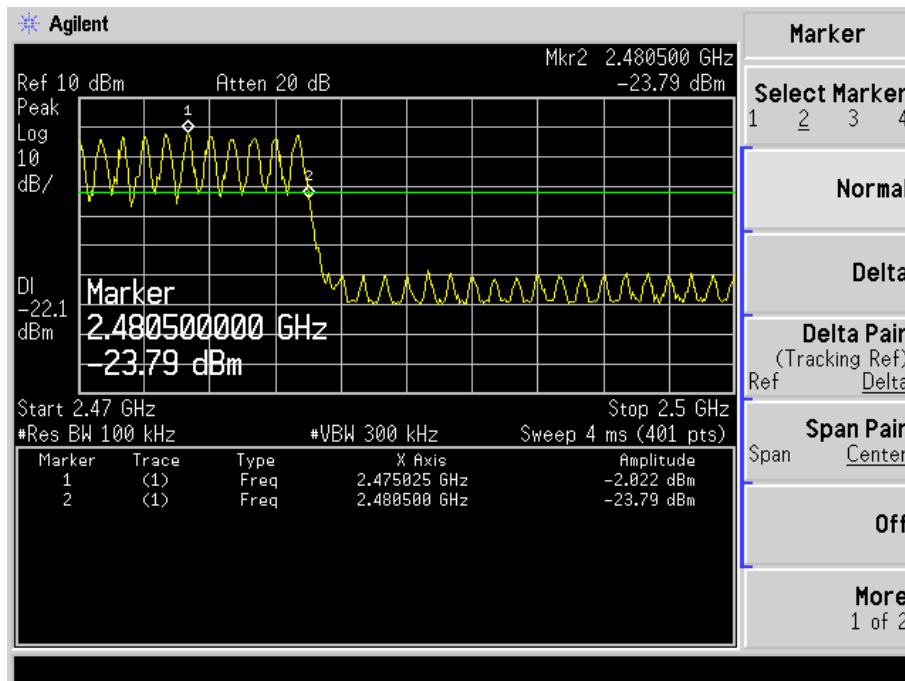 Agilent
Marker
Mkr2 2.480500 GHz
Ref 10 dBm Atten 20 dB -23.79 dBm
Peak
Log
10
dB/
1
2
DI
-22.1
dBm
Marker
2.480500000 GHz
-23.79 dBm
Start 2.47 GHz Stop 2.5 GHz
#Res BW 100 kHz #VBW 300 kHz Sweep 4 ms (401 pts)
Marker Trace Type X Axis Amplitude
1 (1) Freq 2.475025 GHz -2.022 dBm
2 (1) Freq 2.480500 GHz -23.79 dBm
Select Marker
1 2 3 4
Normal
Delta
Delta Pair
(Tracking Ref)
Ref Delta
Span Pair
Span Center
Off
More
1 of 2